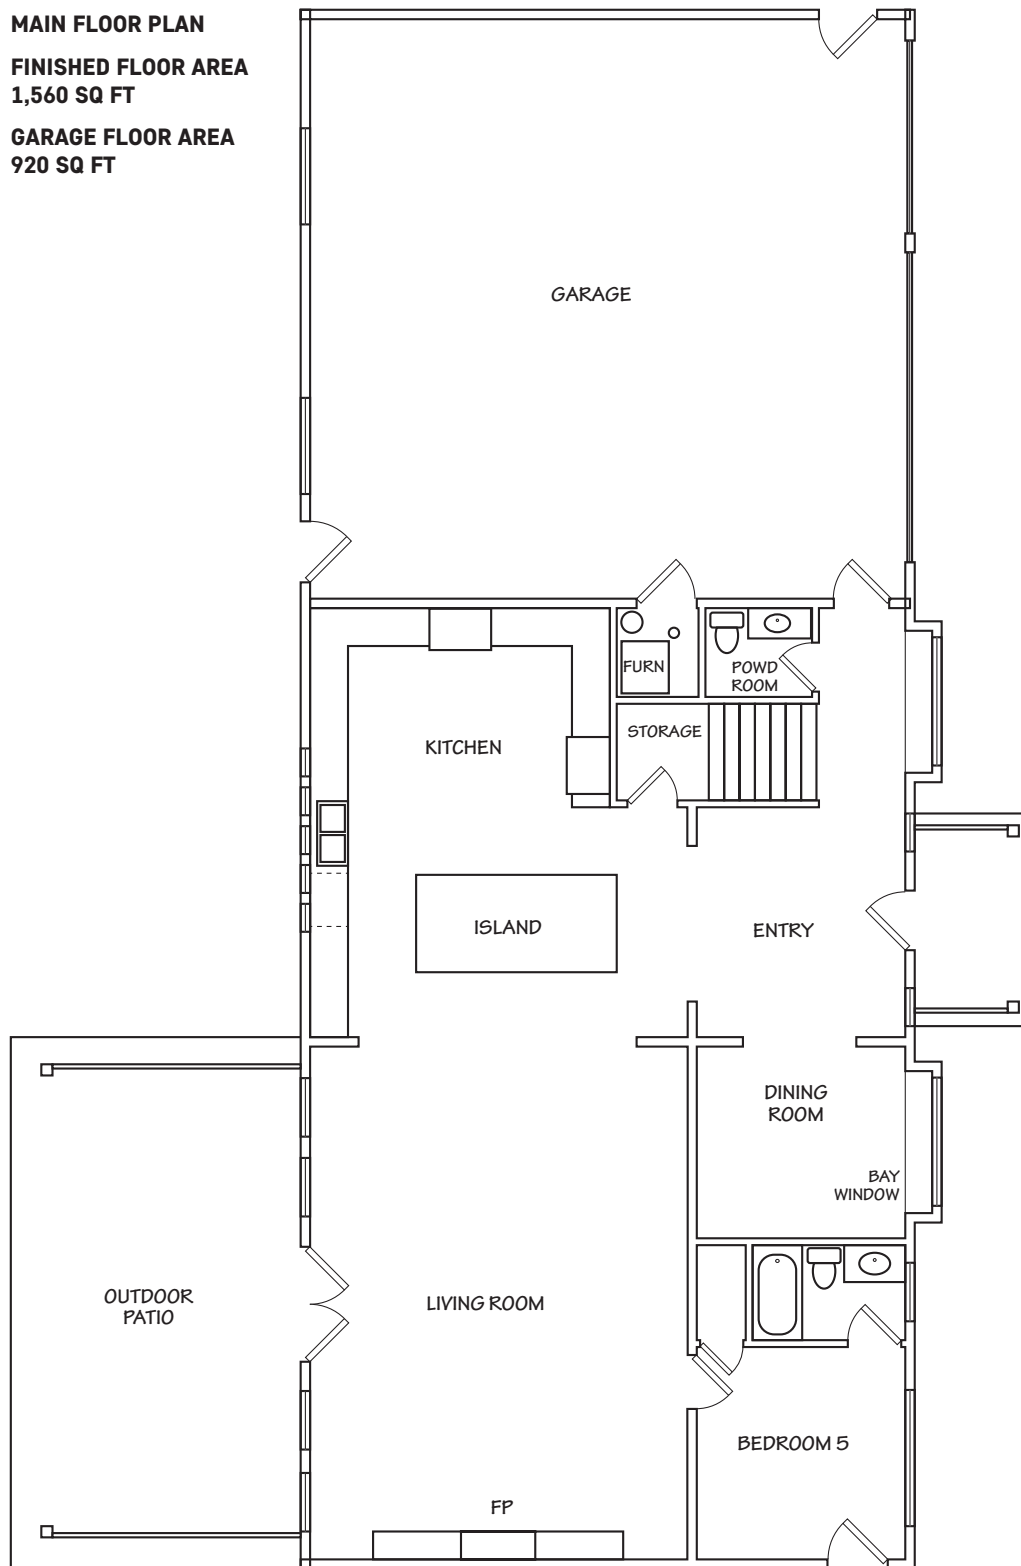 MAIN FLOOR PLAN
FINISHED FLOOR AREA
1,560 SQ FT
GARAGE FLOOR AREA
920 SQ FT
GARAGE
FURN
POWD
ROOM
STORAGE
KITCHEN
ISLAND
ENTRY
DINING
ROOM
BAY
WINDOW
OUTDOOR
PATIO
LIVING ROOM
BEDROOM 5
FP